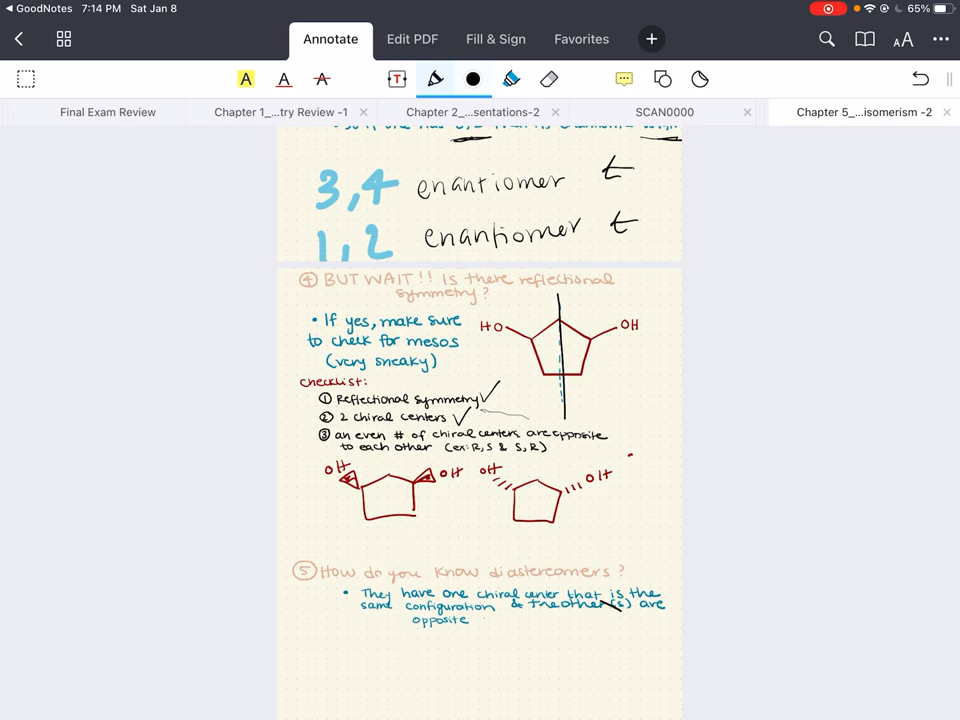 GoodNotes 7:14 PM Sat Jan 8 65%
Annotate Edit PDF Fill & Sign Favorites
A A A T AA
Final Exam Review Chapter 1_...try Review -1 Chapter 2_...sentations-2 SCAN0000 Chapter 5_...isomerism -2
3,4 enantiomer t
1,2 enantiomer t
④ BUT WAIT!! Is there reflectional
symmetry?
• If yes, make sure
to check for mesos
(very sneaky)
HO OH
Checklist:
① Reflectional symmetry
② 2 chiral centers
③ an even # of chiral centers are opposite
to each other (ex: R,S & S,R)
OH OH OH OH
⑤ How do you know diastereomers?
• They have one chiral center that is the
same configuration & the other(s) are
opposite